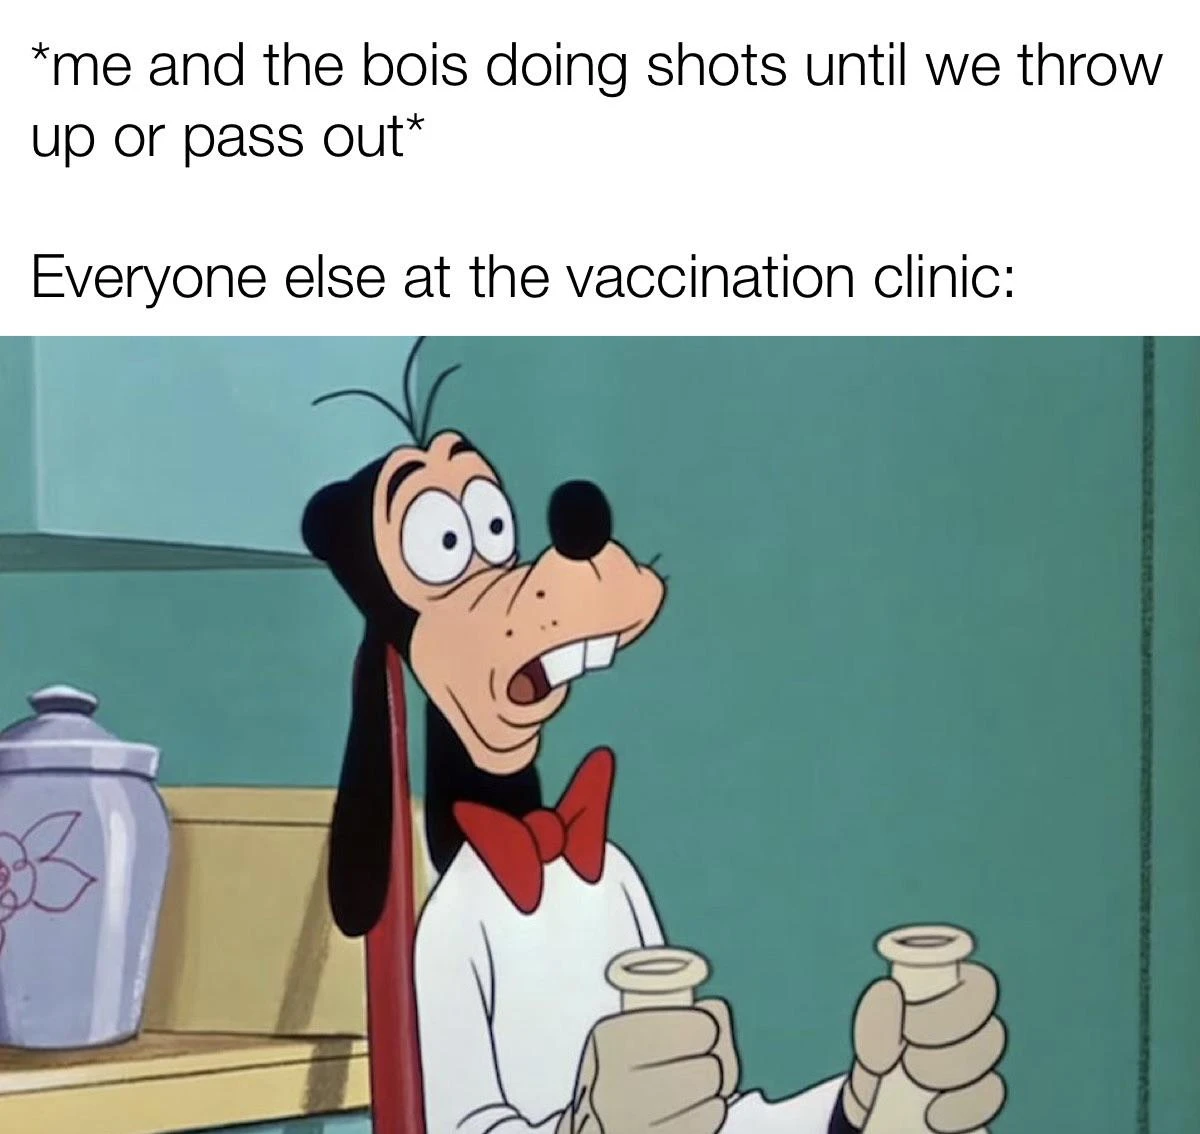 *me and the bois doing shots until we throw
up or pass out*
Everyone else at the vaccination clinic: